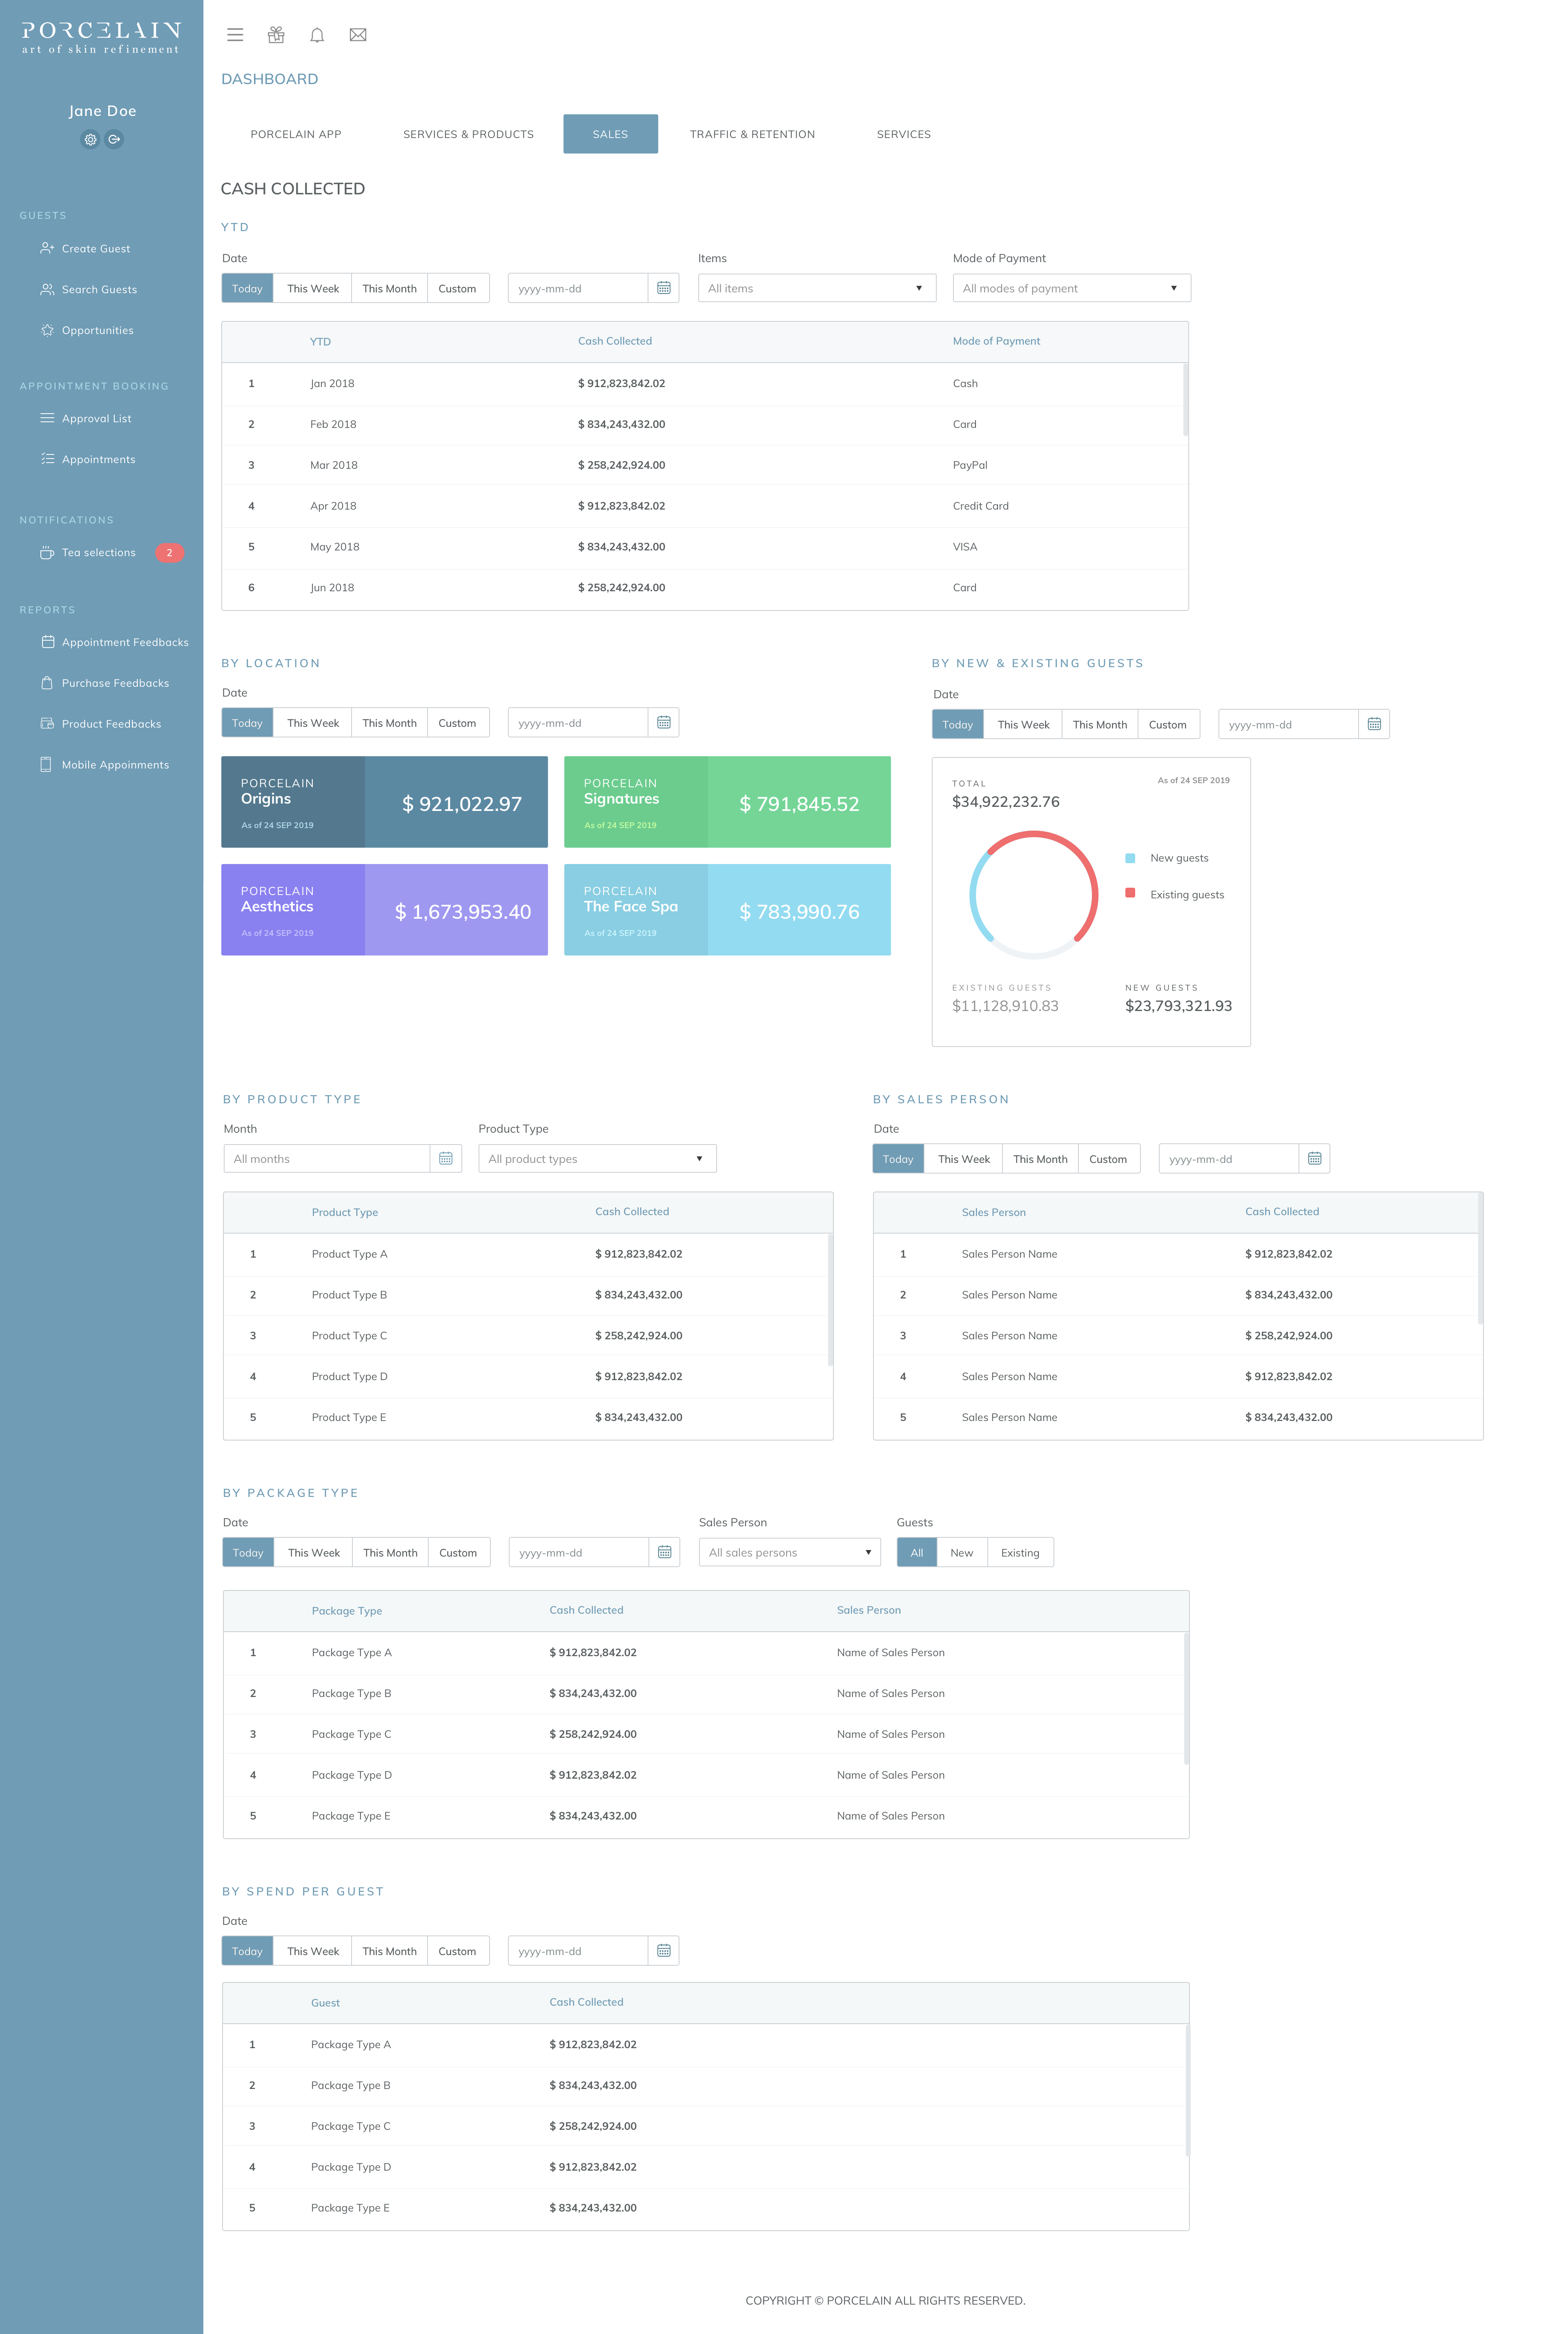 PORCELAIN
art of skin refinement
Jane Doe
GUESTS
Create Guest
Search Guests
Opportunities
APPOINTMENT BOOKING
Approval List
Appointments
NOTIFICATIONS
Tea selections 2
REPORTS
Appointment Feedbacks
Purchase Feedbacks
Product Feedbacks
Mobile Appoinments
DASHBOARD
PORCELAIN APP SERVICES & PRODUCTS SALES TRAFFIC & RETENTION SERVICES
CASH COLLECTED
YTD
Date Items Mode of Payment
Today This Week This Month Custom yyyy-mm-dd All items All modes of payment
YTD Cash Collected Mode of Payment
1 Jan 2018 $ 912,823,842.02 Cash
2 Feb 2018 $ 834,243,432.00 Card
3 Mar 2018 $ 258,242,924.00 PayPal
4 Apr 2018 $ 912,823,842.02 Credit Card
5 May 2018 $ 834,243,432.00 VISA
6 Jun 2018 $ 258,242,924.00 Card
BY LOCATION
Date
Today This Week This Month Custom yyyy-mm-dd
PORCELAIN
Origins
As of 24 SEP 2019
$ 921,022.97
PORCELAIN
Signatures
As of 24 SEP 2019
$ 791,845.52
PORCELAIN
Aesthetics
As of 24 SEP 2019
$ 1,673,953.40
PORCELAIN
The Face Spa
As of 24 SEP 2019
$ 783,990.76
BY NEW & EXISTING GUESTS
Date
Today This Week This Month Custom yyyy-mm-dd
TOTAL As of 24 SEP 2019
$34,922,232.76
New guests
Existing guests
EXISTING GUESTS NEW GUESTS
$11,128,910.83 $23,793,321.93
BY PRODUCT TYPE
Month Product Type
All months All product types
Product Type Cash Collected
1 Product Type A $ 912,823,842.02
2 Product Type B $ 834,243,432.00
3 Product Type C $ 258,242,924.00
4 Product Type D $ 912,823,842.02
5 Product Type E $ 834,243,432.00
BY SALES PERSON
Date
Today This Week This Month Custom yyyy-mm-dd
Sales Person Cash Collected
1 Sales Person Name $ 912,823,842.02
2 Sales Person Name $ 834,243,432.00
3 Sales Person Name $ 258,242,924.00
4 Sales Person Name $ 912,823,842.02
5 Sales Person Name $ 834,243,432.00
BY PACKAGE TYPE
Date Sales Person Guests
Today This Week This Month Custom yyyy-mm-dd All sales persons All New Existing
Package Type Cash Collected Sales Person
1 Package Type A $ 912,823,842.02 Name of Sales Person
2 Package Type B $ 834,243,432.00 Name of Sales Person
3 Package Type C $ 258,242,924.00 Name of Sales Person
4 Package Type D $ 912,823,842.02 Name of Sales Person
5 Package Type E $ 834,243,432.00 Name of Sales Person
BY SPEND PER GUEST
Date
Today This Week This Month Custom yyyy-mm-dd
Guest Cash Collected
1 Package Type A $ 912,823,842.02
2 Package Type B $ 834,243,432.00
3 Package Type C $ 258,242,924.00
4 Package Type D $ 912,823,842.02
5 Package Type E $ 834,243,432.00
COPYRIGHT © PORCELAIN ALL RIGHTS RESERVED.